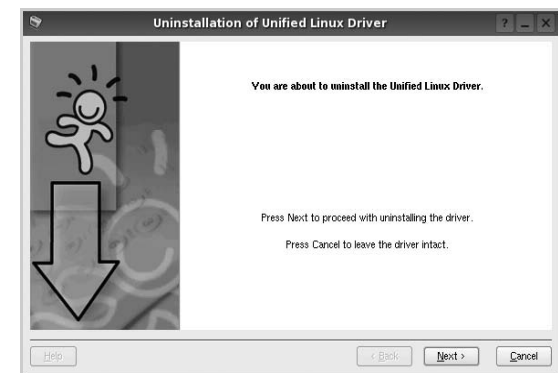 Uninstallation of Unified Linux Driver
You are about to uninstall the Unified Linux Driver.
Press Next to proceed with uninstalling the driver.
Press Cancel to leave the driver intact.
Help
< Back
Next >
Cancel